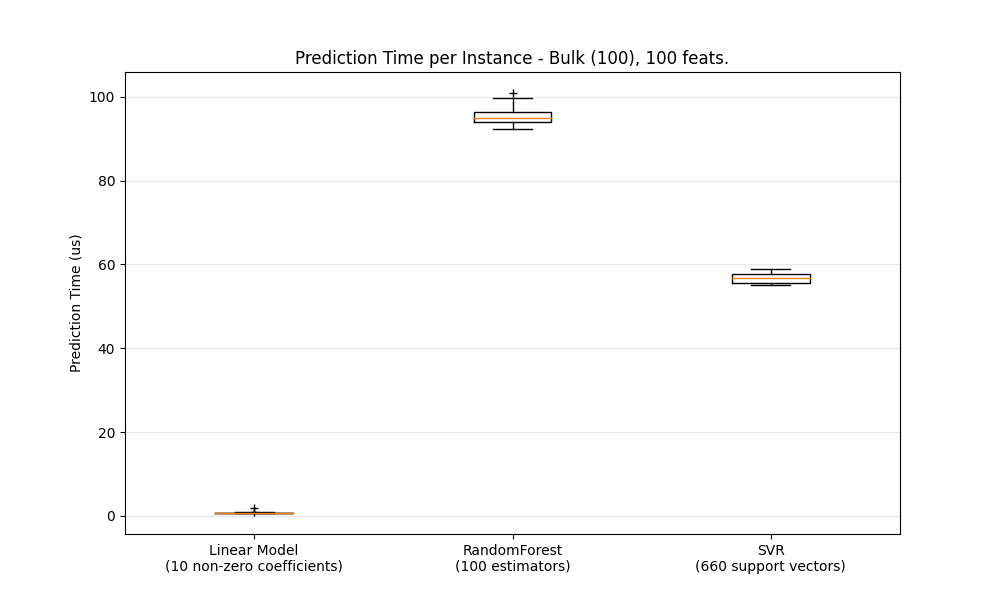 Prediction Time per Instance - Bulk (100), 100 feats.
100
80
60
40
20
0
Prediction Time (us)
Linear Model
(10 non-zero coefficients)
RandomForest
(100 estimators)
SVR
(660 support vectors)